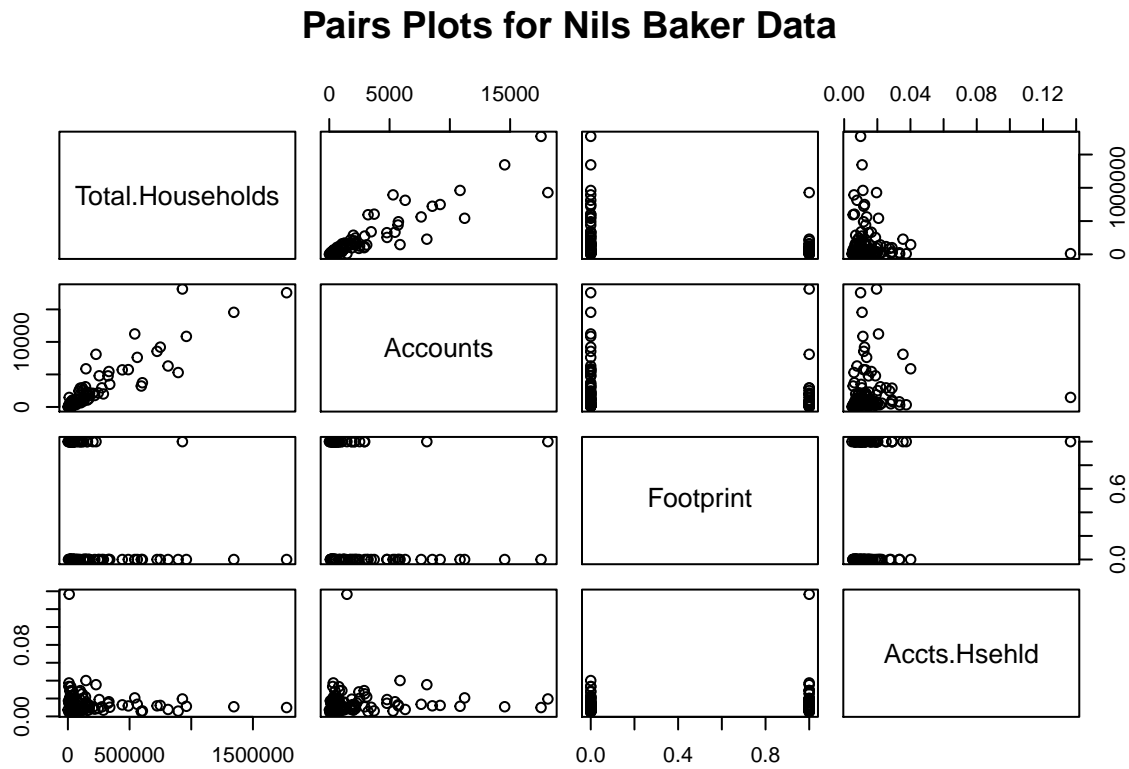 Pairs Plots for Nils Baker Data
0 5000 15000
0.00 0.04 0.08 0.12
Total.Households
0 1000000
Accounts
0 10000
Footprint
0.0 0.6
Accts.Hsehld
0.00 0.08
0 500000 1500000
0.0 0.4 0.8